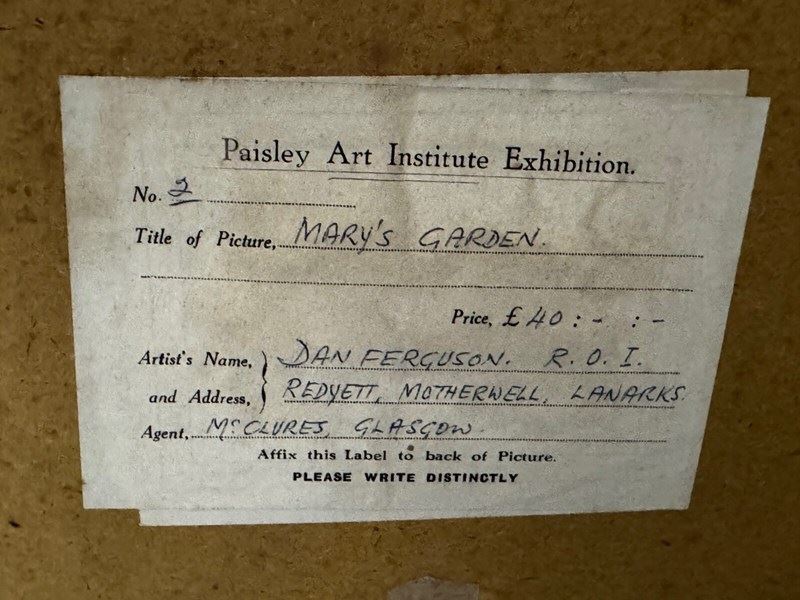 Paisley Art Institute Exhibition.
No. 2
Title of Picture, MARY'S GARDEN.
Price, £40:- :-
Artist's Name, DAN FERGUSON. R.O.I.
and Address, REDYETT, MOTHERWELL, LANARKS.
Agent, McCLURES, GLASGOW.
Affix this Label to back of Picture.
PLEASE WRITE DISTINCTLY